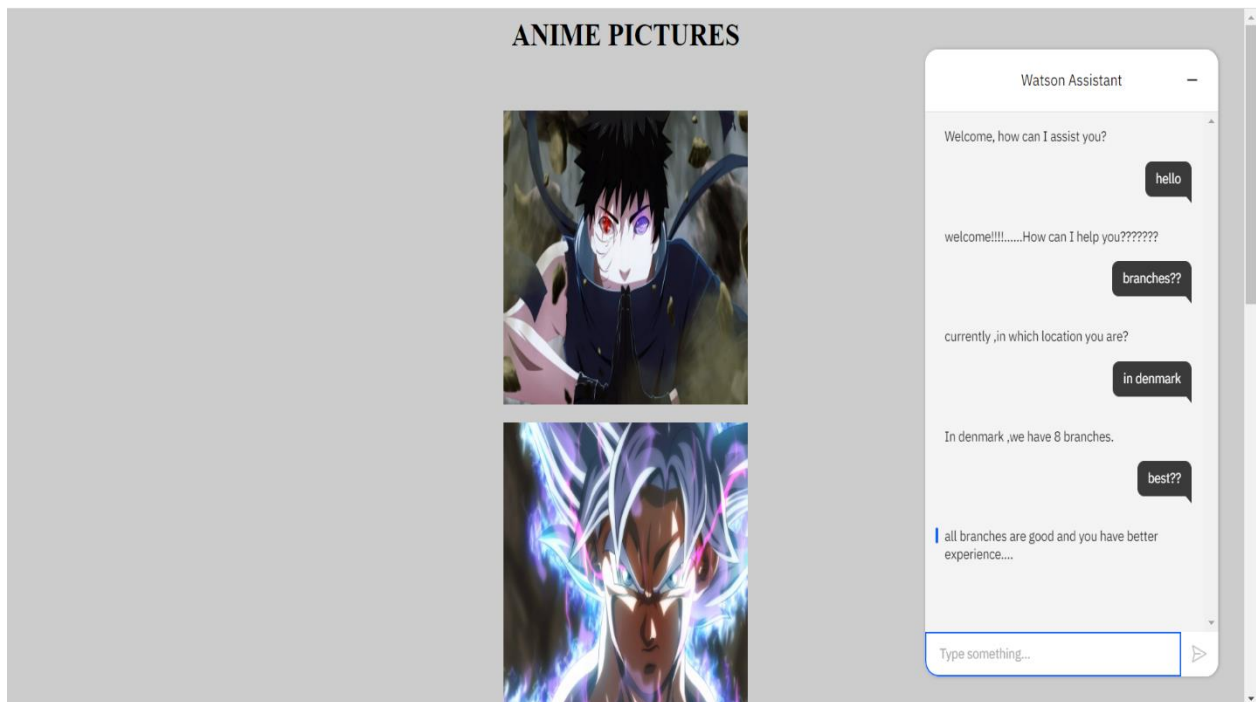 ANIME PICTURES
Watson Assistant
Welcome, how can I assist you?
hello
welcome!!!!......How can I help you???????
branches??
currently ,in which location you are?
in denmark
In denmark ,we have 8 branches.
best??
all branches are good and you have better
experience....
Type something...